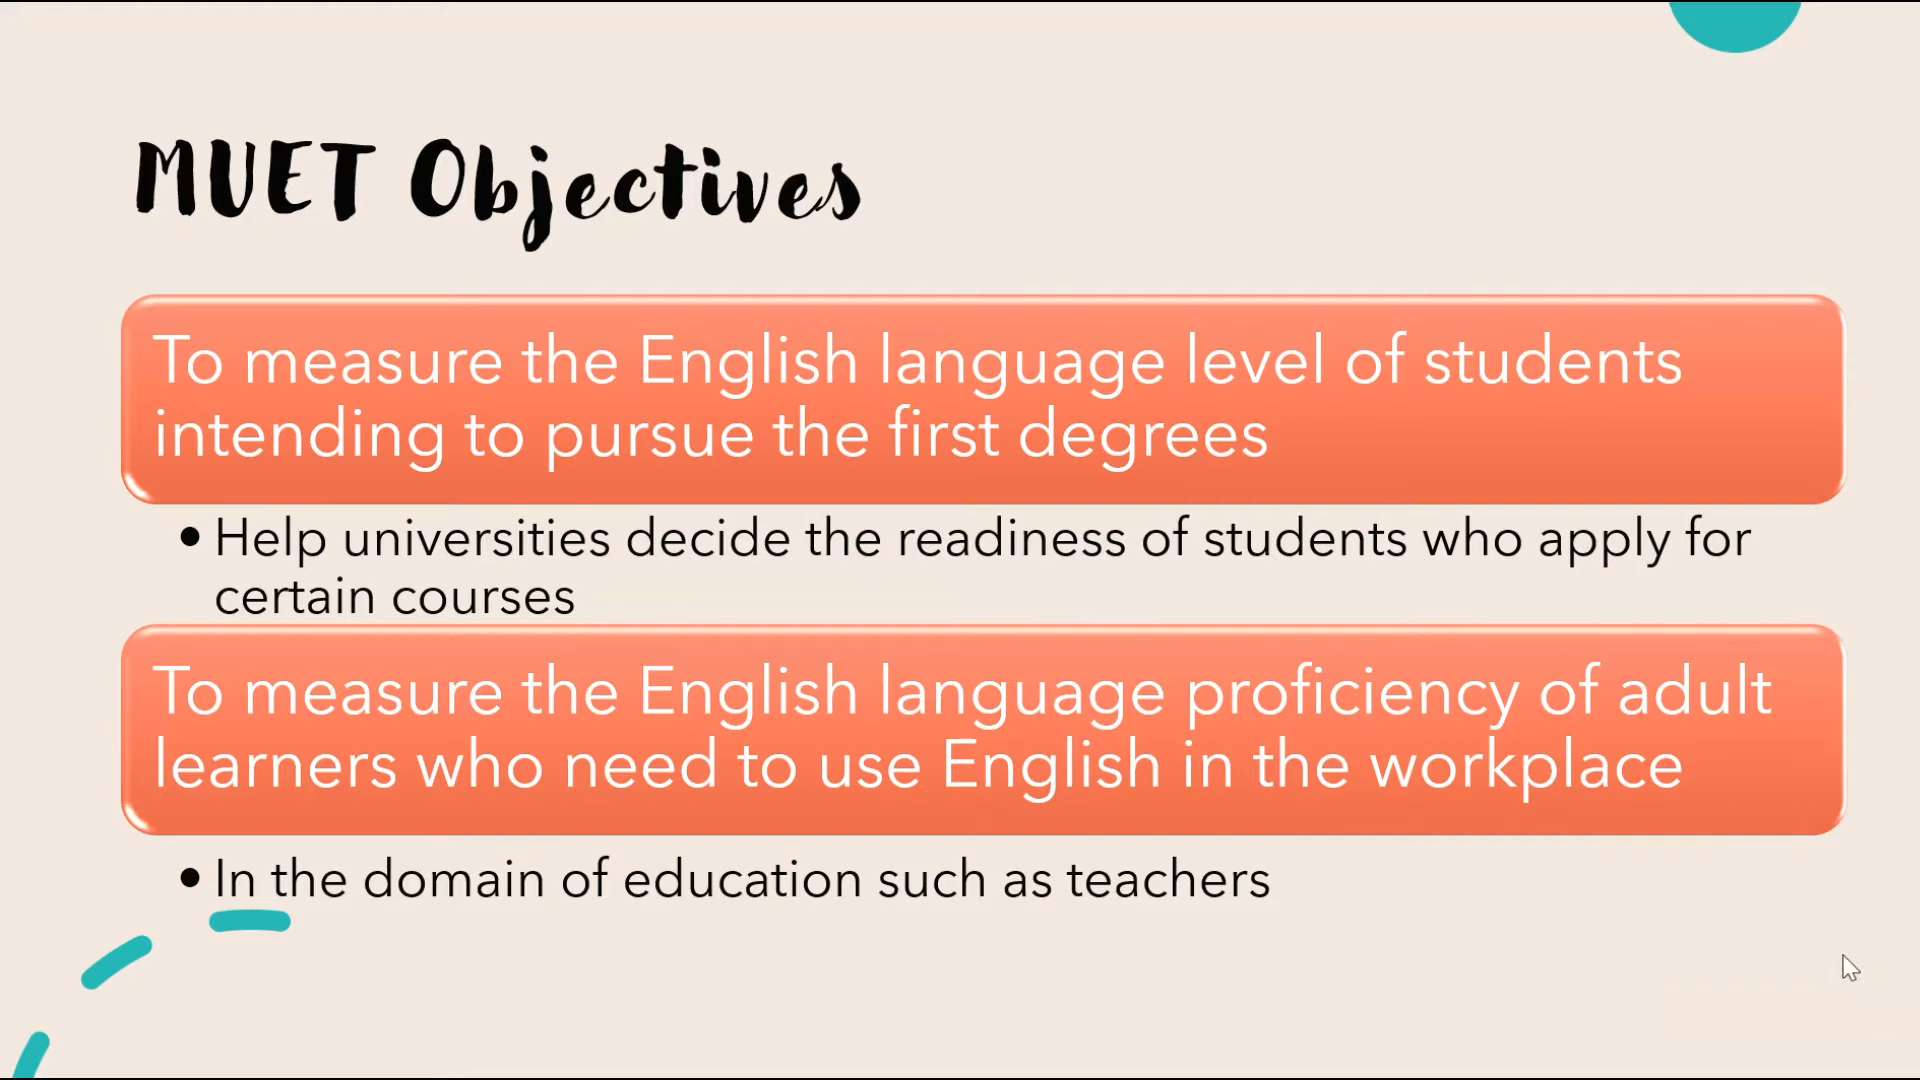 MUET Objectives
To measure the English language level of students
intending to pursue the first degrees
• Help universities decide the readiness of students who apply for
certain courses
To measure the English language proficiency of adult
learners who need to use English in the workplace
• In the domain of education such as teachers